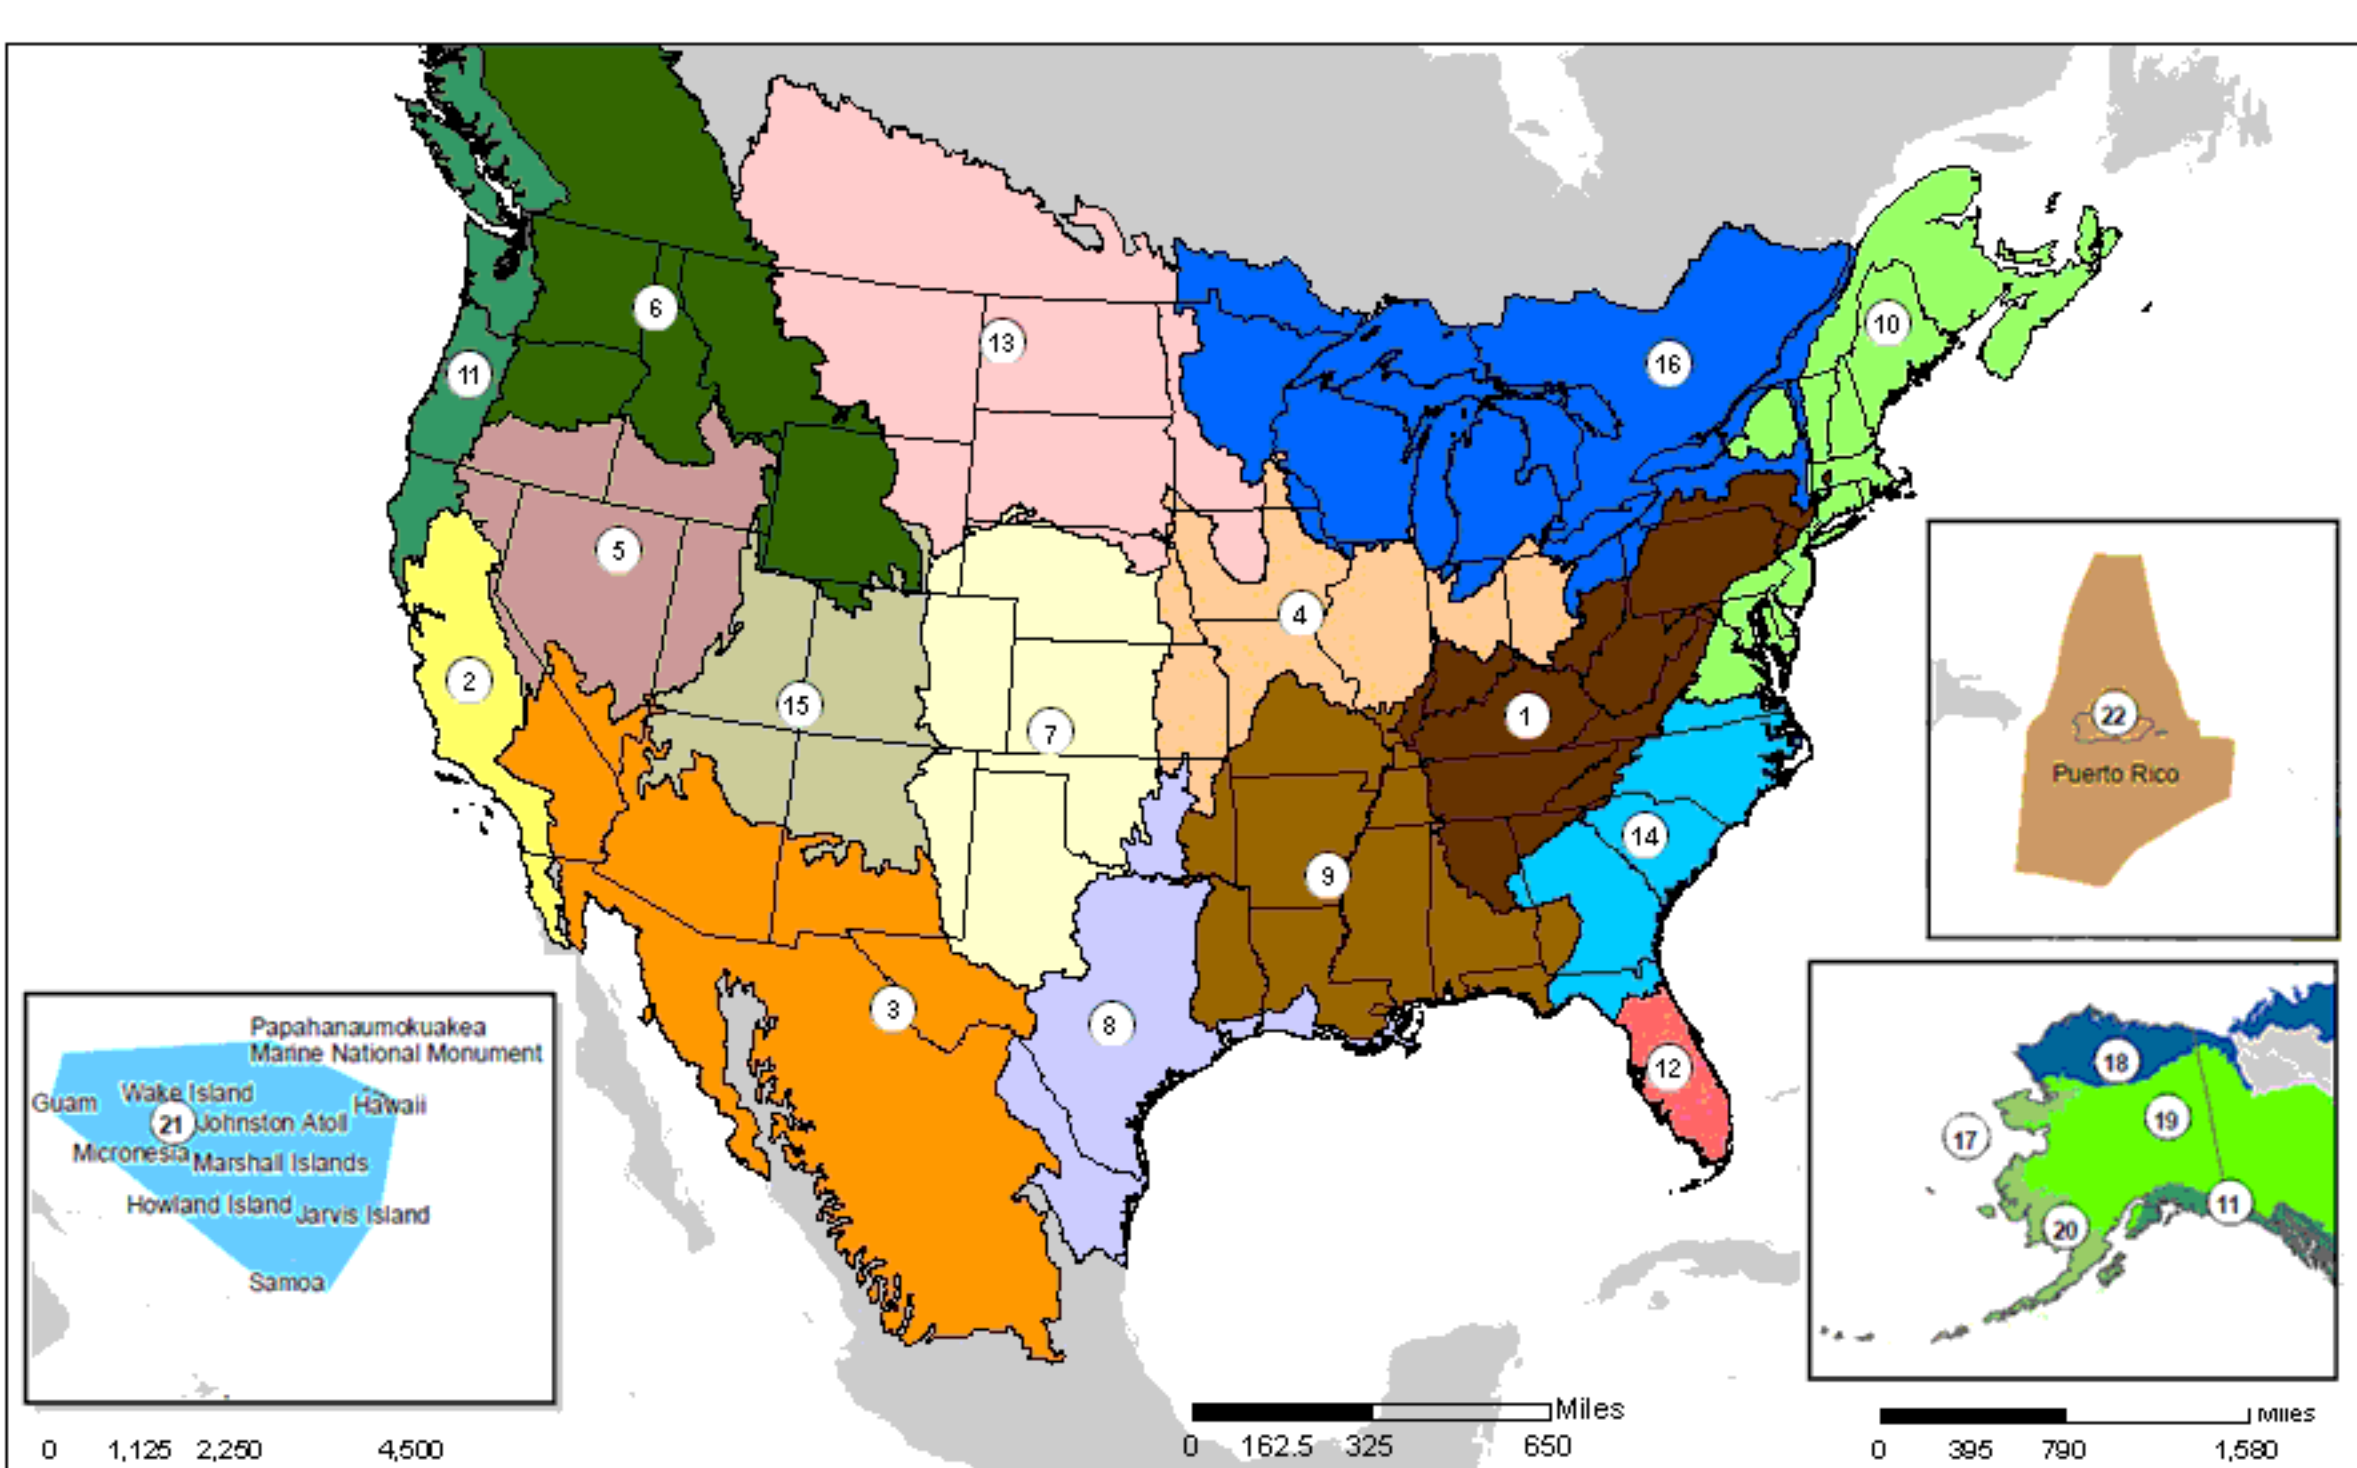 6
13
10
11
16
5
4
2
15
7
1
22
Puerto Rico
14
9
3
8
12
Papahanaumokuakea
Marine National Monument
Guam
Wake Island
Hawaii
21
Johnston Atoll
Micronesia
Marshall Islands
Howland Island
Jarvis Island
Samoa
18
19
17
11
20
Miles
0 162.5 325 650
Miles
0 395 790 1,580
0 1,125 2,250 4,500